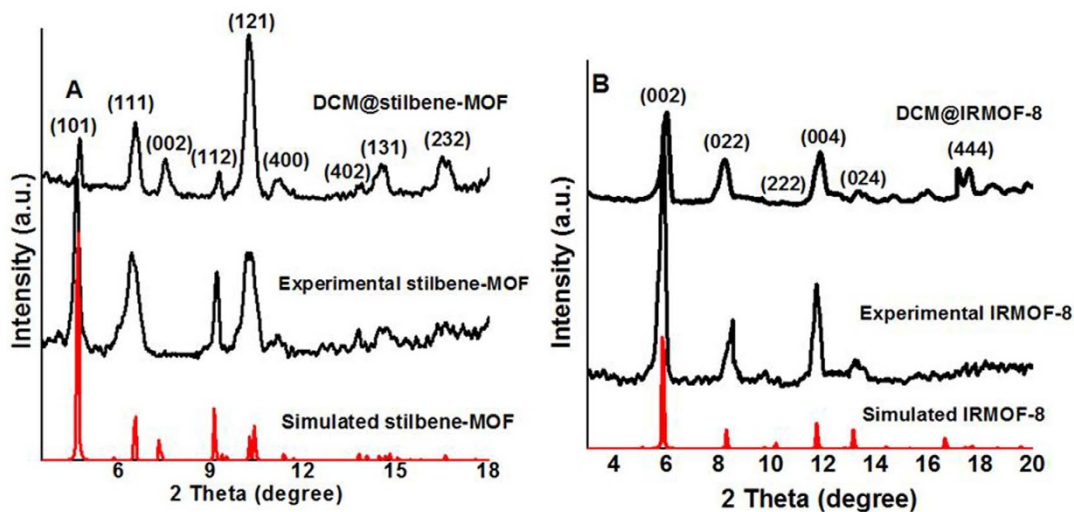 A
(101)
(111)
(002)
(112)
(121)
(400)
(402)
(131)
(232)
DCM@stilbene-MOF
Experimental stilbene-MOF
Simulated stilbene-MOF
Intensity (a.u.)
6 9 10 11 15 18
2 Theta (degree)
B
(002)
(022)
(222)
(004)
(024)
(444)
DCM@IRMOF-8
Experimental IRMOF-8
Simulated IRMOF-8
Intensity (a.u.)
4 6 8 10 12 14 16 18 20
2 Theta (degree)